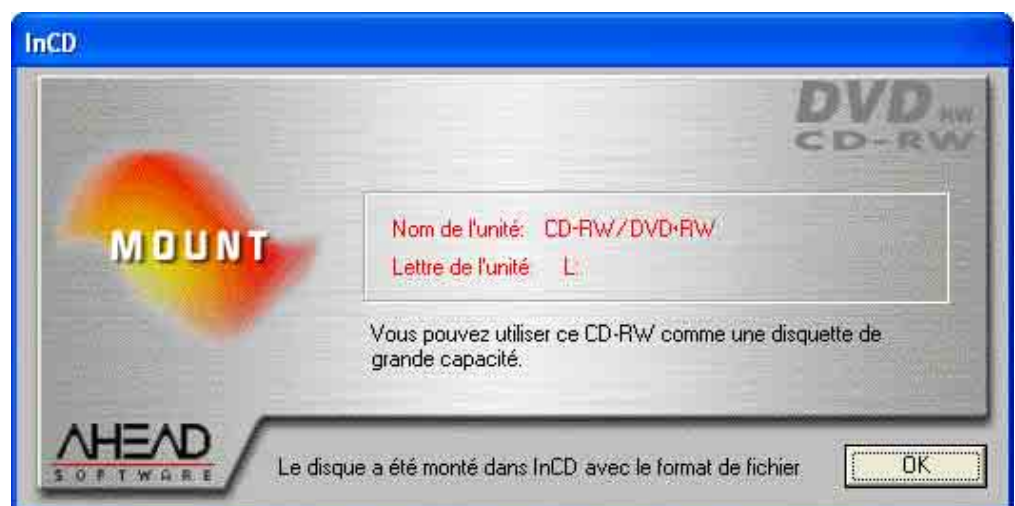 InCD
DVD RW
CD-RW
MOUNT
Nom de l'unité: CD-RW/DVD+RW
Lettre de l'unité L:
Vous pouvez utiliser ce CD-RW comme une disquette de
grande capacité.
AHEAD
SOFTWARE
Le disque a été monté dans InCD avec le format de fichier
OK